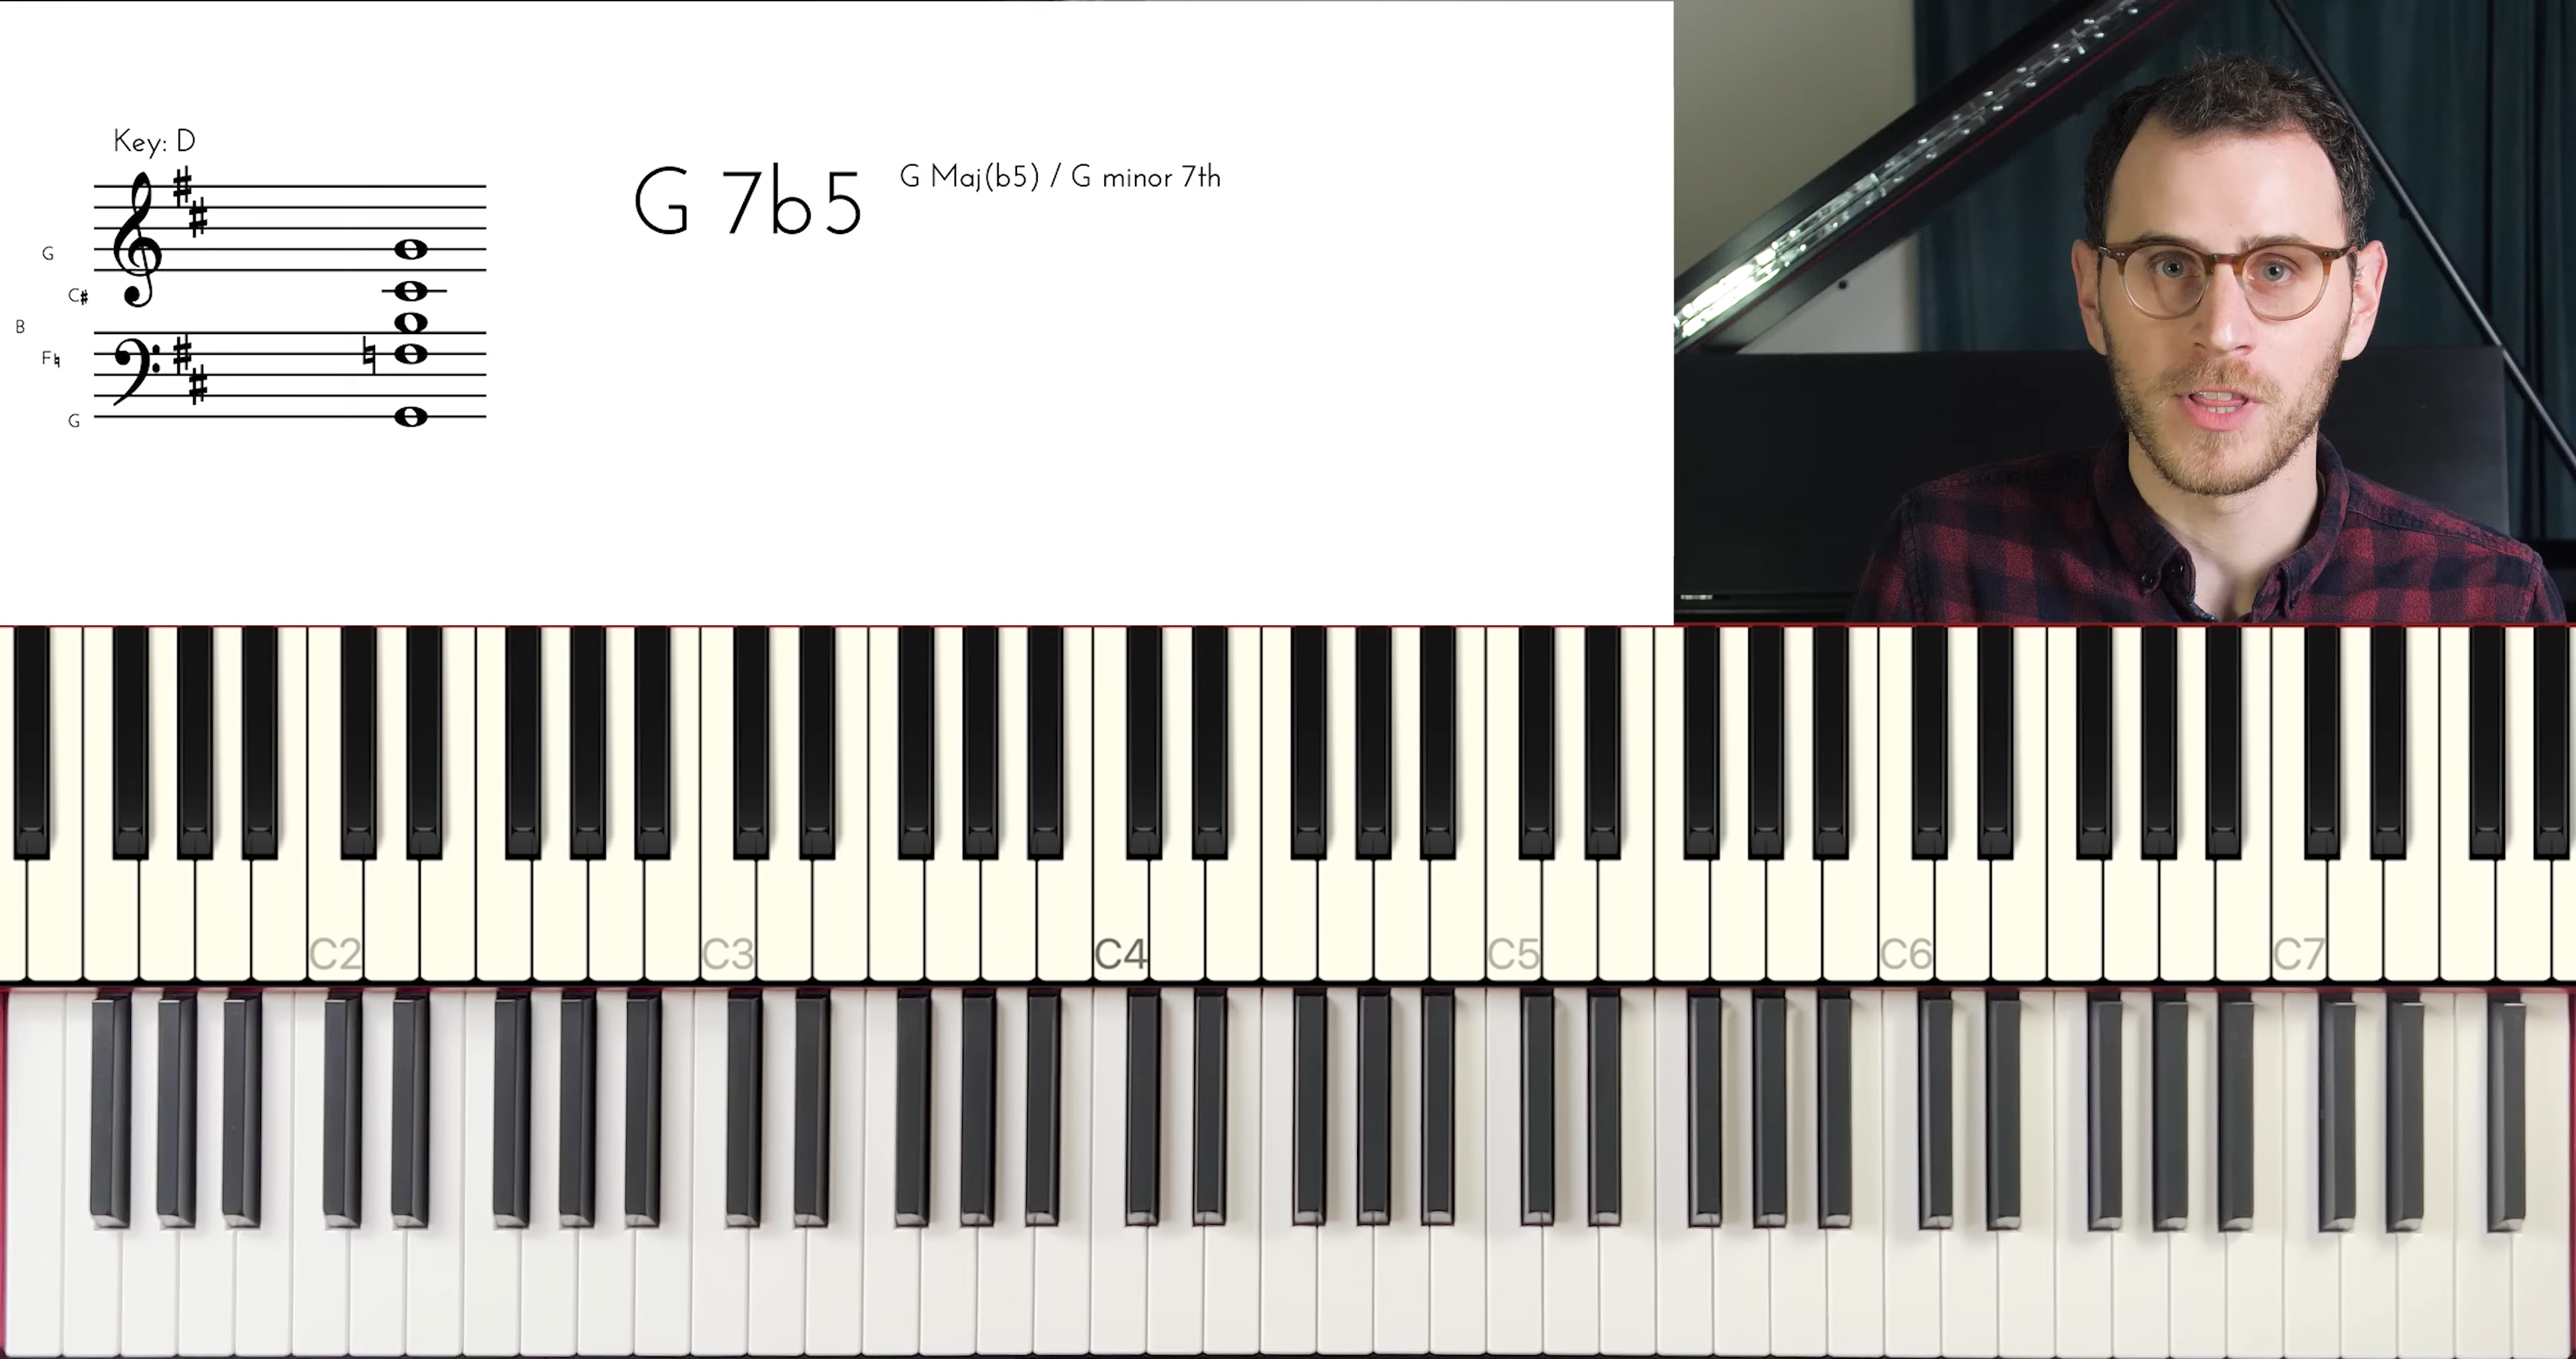 Key: D
G 7b5 G Maj(b5) / G minor 7th
G
C#
B
F♮
G
C2 C3 C4 C5 C6 C7